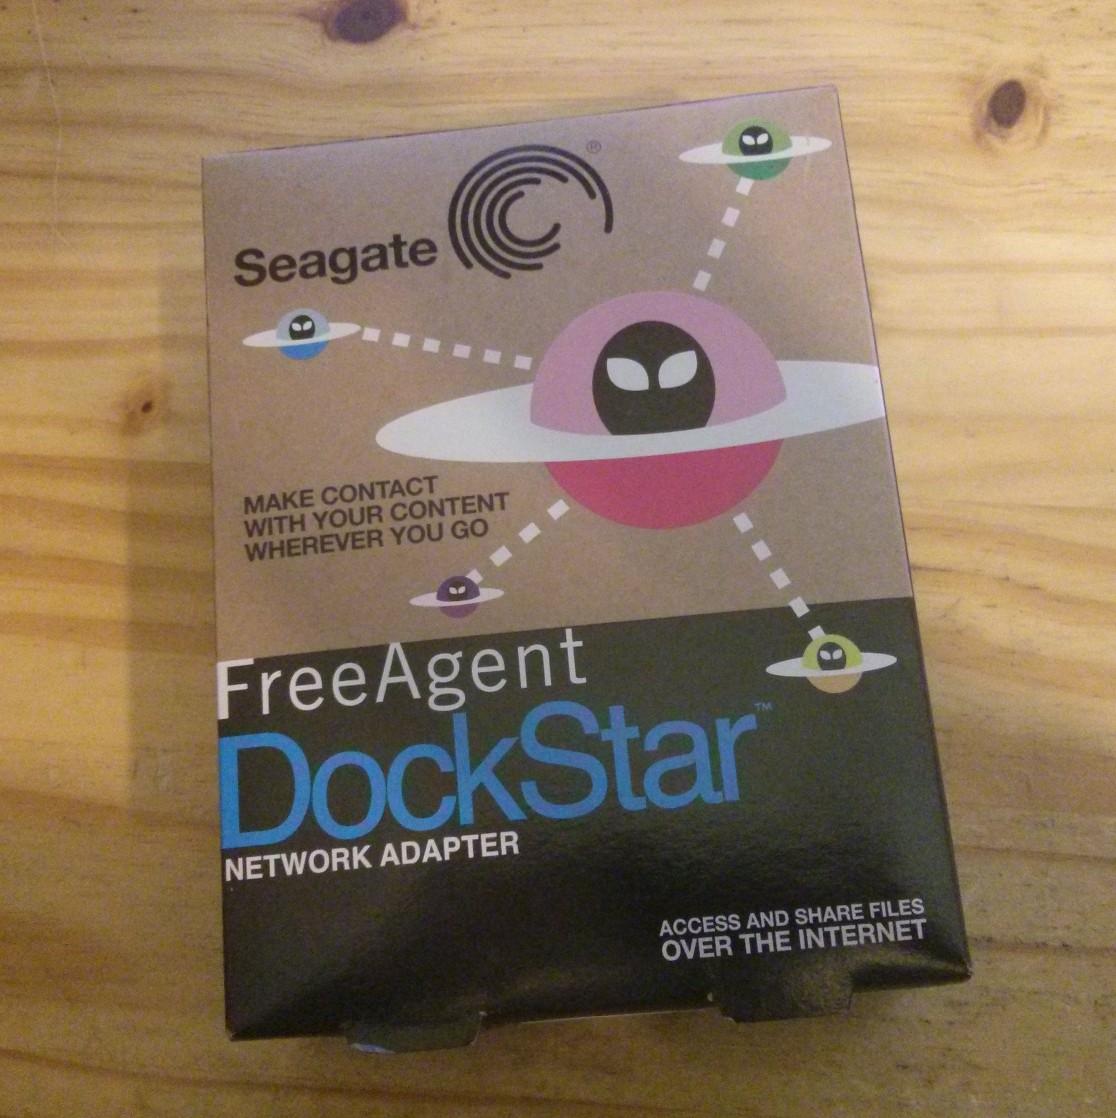 Seagate ®
MAKE CONTACT
WITH YOUR CONTENT
WHEREVER YOU GO
FreeAgent
DockStar™
NETWORK ADAPTER
ACCESS AND SHARE FILES
OVER THE INTERNET